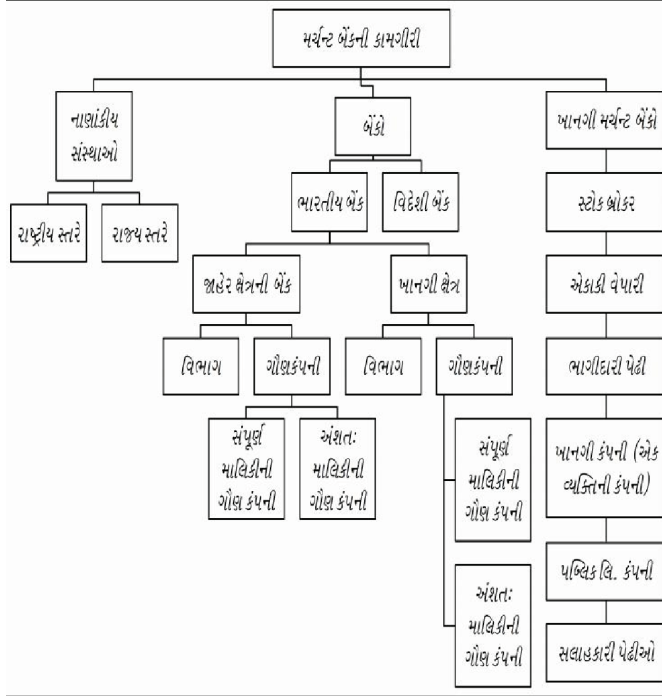 મર્ચન્ટ બેંકની કામગીરી
નાણાંકીય
સંસ્થાઓ
બેંકો
ખાનગી મર્ચન્ટ બેંકો
રાષ્ટ્રીય સ્તરે
રાજ્ય સ્તરે
ભારતીય બેંક
વિદેશી બેંક
સ્ટોક બ્રોકર
જાહેર ક્ષેત્રની બેંક
ખાનગી ક્ષેત્ર
એકાકી વેપારી
વિભાગ
ગૌણકંપની
વિભાગ
ગૌણકંપની
ભાગીદારી પેઢી
સંપૂર્ણ
માલિકીની
ગૌણ કંપની
અંશતઃ
માલિકીની
ગૌણ કંપની
સંપૂર્ણ
માલિકીની
ગૌણ કંપની
ખાનગી કંપની (એક
વ્યક્તિની કંપની)
પબ્લિક લિ. કંપની
અંશતઃ
માલિકીની
ગૌણ કંપની
સલાહકારી પેઢીઓ